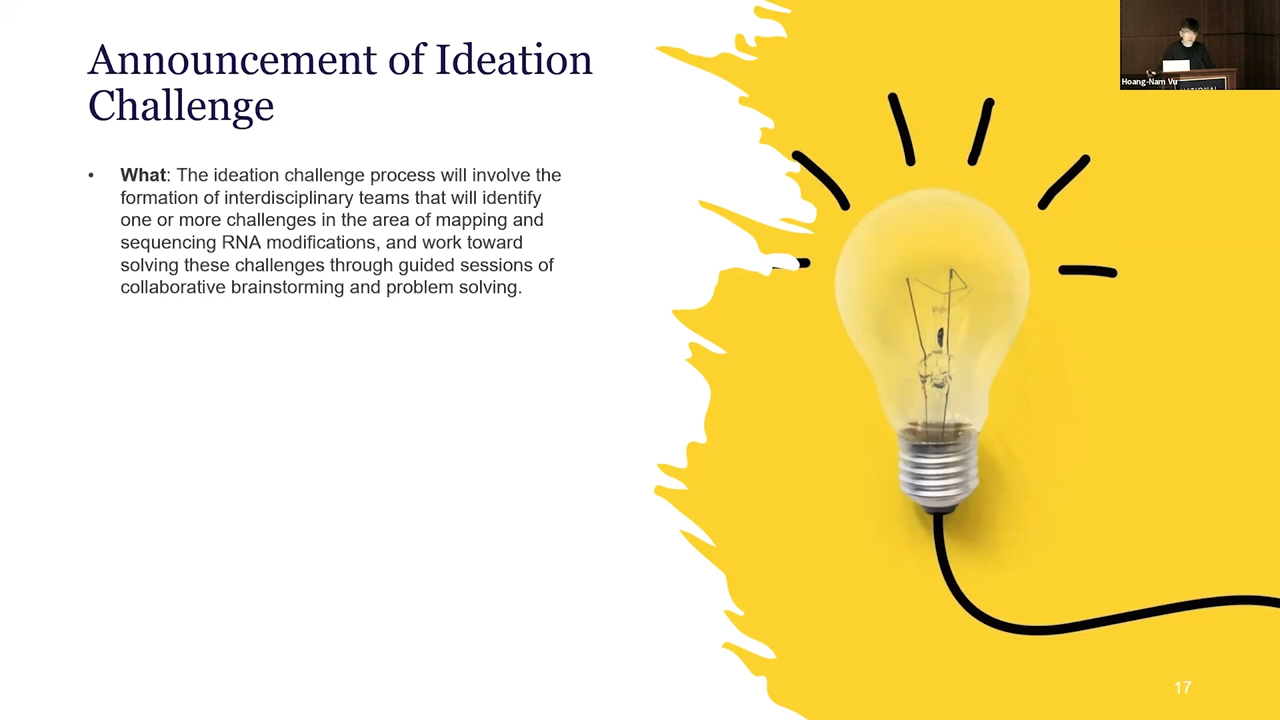 Announcement of Ideation
Challenge
• What: The ideation challenge process will involve the
formation of interdisciplinary teams that will identify
one or more challenges in the area of mapping and
sequencing RNA modifications, and work toward
solving these challenges through guided sessions of
collaborative brainstorming and problem solving.
Hoang-Nam Vu
NATIONAL
17